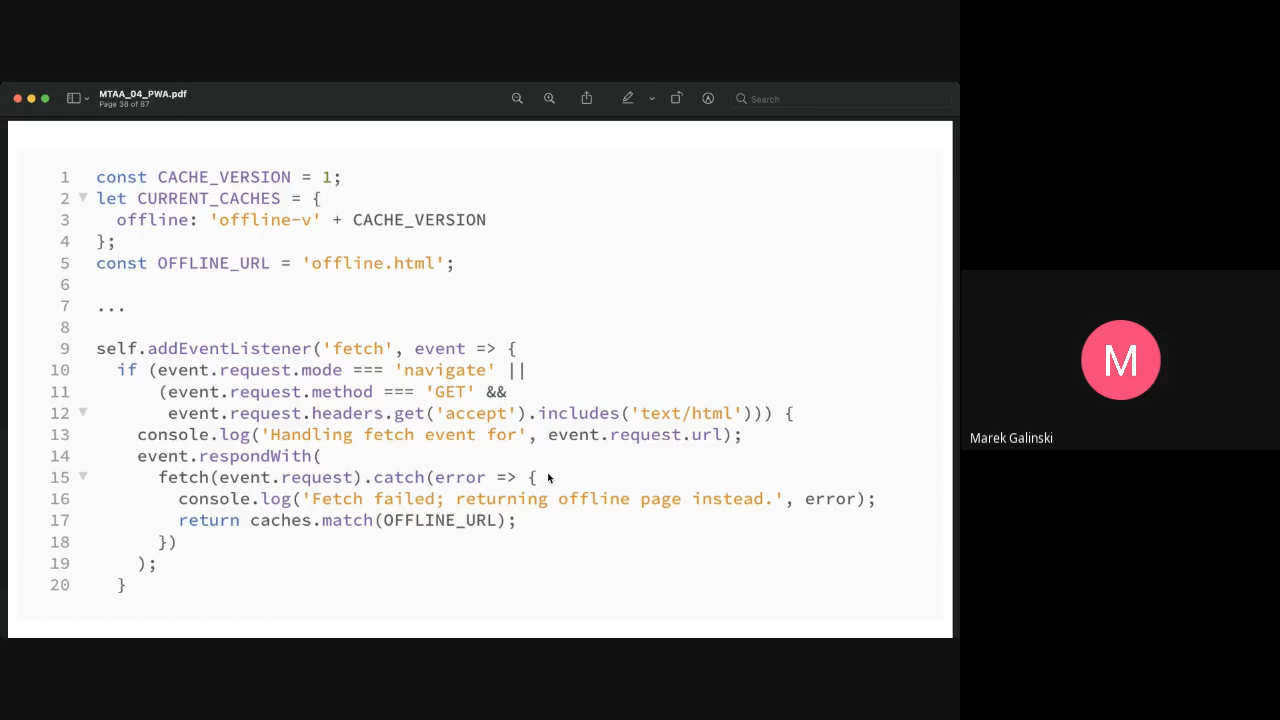 MTAA_04_PWA.pdf
Page 38 of 87
Search
1 const CACHE_VERSION = 1;
2 let CURRENT_CACHES = {
3 offline: 'offline-v' + CACHE_VERSION
4 };
5 const OFFLINE_URL = 'offline.html';
6
7 ...
8
9 self.addEventListener('fetch', event => {
10 if (event.request.mode === 'navigate' ||
11 (event.request.method === 'GET' &&
12 event.request.headers.get('accept').includes('text/html'))) {
13 console.log('Handling fetch event for', event.request.url);
14 event.respondWith(
15 fetch(event.request).catch(error => {
16 console.log('Fetch failed; returning offline page instead.', error);
17 return caches.match(OFFLINE_URL);
18 })
19 );
20 }
M
Marek Galinski